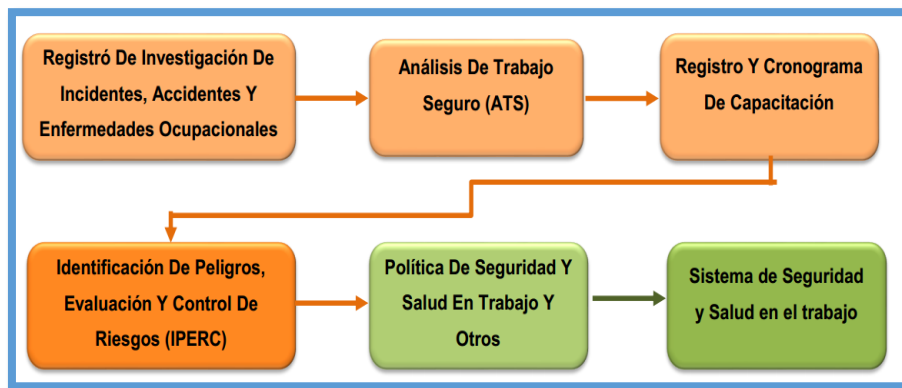 Registró De Investigación De
Incidentes, Accidentes Y
Enfermedades Ocupacionales
Análisis De Trabajo
Seguro (ATS)
Registro Y Cronograma
De Capacitación
Identificación De Peligros,
Evaluación Y Control De
Riesgos (IPERC)
Política De Seguridad Y
Salud En Trabajo Y
Otros
Sistema de Seguridad
y Salud en el trabajo